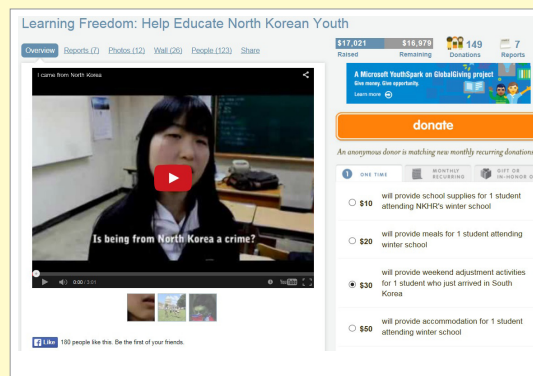 Learning Freedom: Help Educate North Korean Youth
Overview Reports (7) Photos (12) Wall (26) People (123) Share
I came from North Korea
Is being from North Korea a crime?
0:00 / 3:01
YouTube
Like 180 people like this. Be the first of your friends.
$17,021 $16,979 149 7
Raised Remaining Donations Reports
A Microsoft YouthSpark on GlobalGiving project
Give money. Give opportunity.
Learn more
donate
An anonymous donor is matching new monthly recurring donations
1 ONE TIME
MONTHLY
RECURRING
GIFT OR
IN-HONOR O
$10 will provide school supplies for 1 student
attending NKHR's winter school
$20 will provide meals for 1 student attending
winter school
$30 will provide weekend adjustment activities
for 1 student who just arrived in South
Korea
$50 will provide accommodation for 1 student
attending winter school